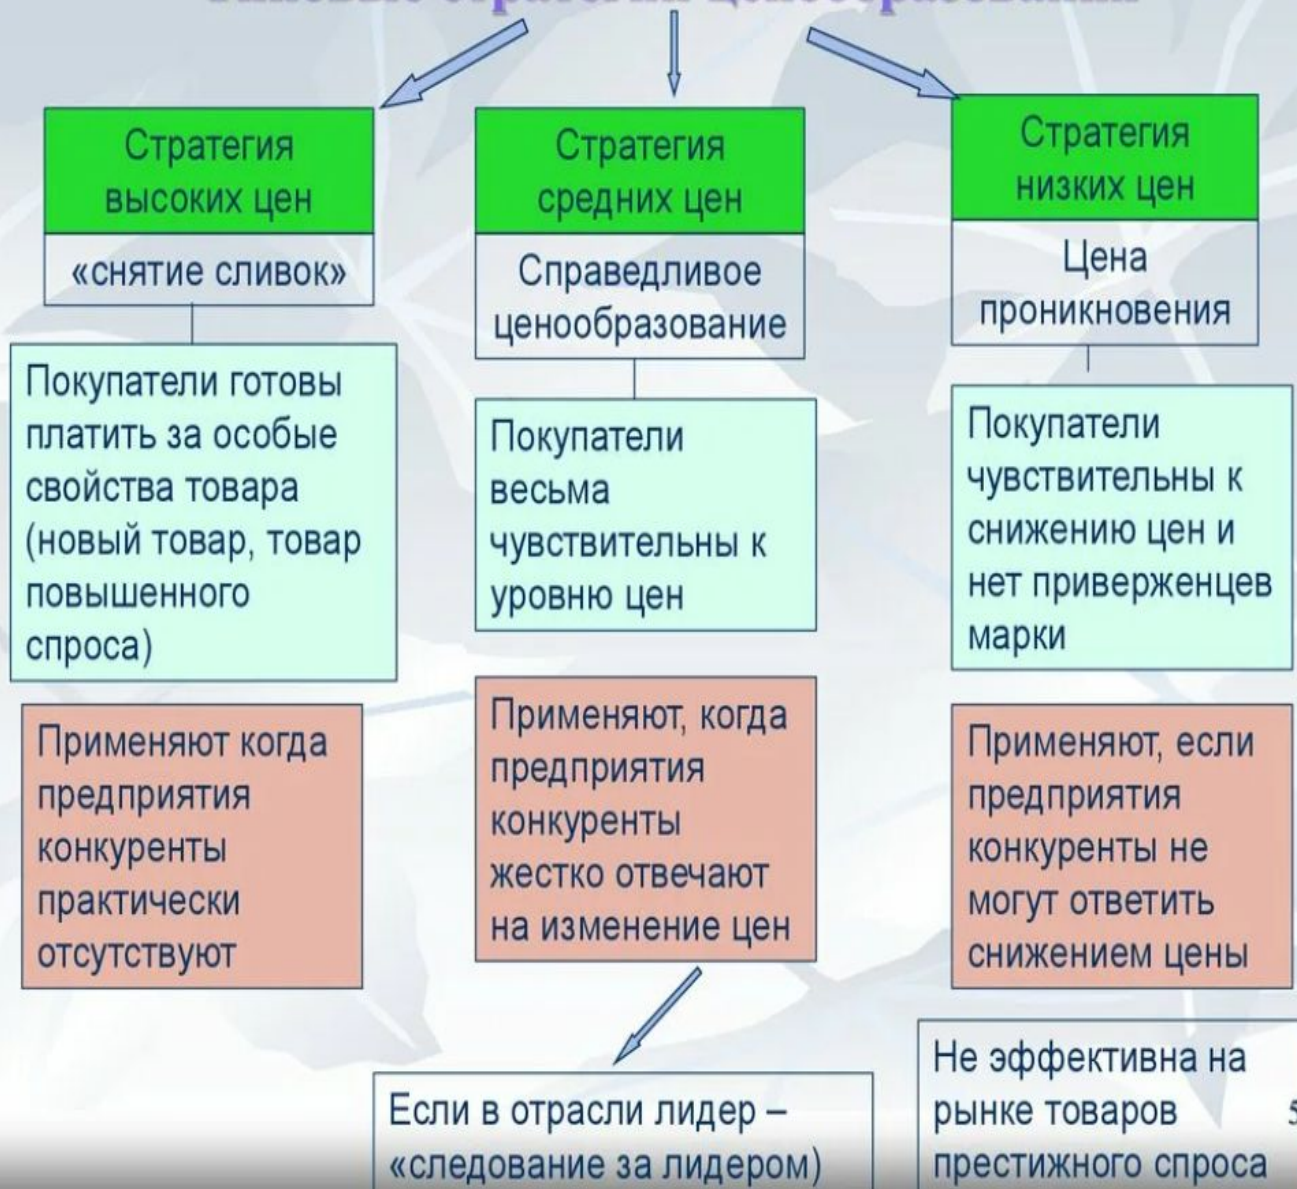 стратегии ценообразования
Стратегия
высоких цен
«снятие сливок»
Покупатели готовы
платить за особые
свойства товара
(новый товар, товар
повышенного
спроса)
Применяют когда
предприятия
конкуренты
практически
отсутствуют
Стратегия
средних цен
Справедливое
ценообразование
Покупатели
весьма
чувствительны к
уровню цен
Применяют, когда
предприятия
конкуренты
жестко отвечают
на изменение цен
Если в отрасли лидер –
«следование за лидером)
Стратегия
низких цен
Цена
проникновения
Покупатели
чувствительны к
снижению цен и
нет приверженцев
марки
Применяют, если
предприятия
конкуренты не
могут ответить
снижением цены
Не эффективна на
рынке товаров
престижного спроса
5